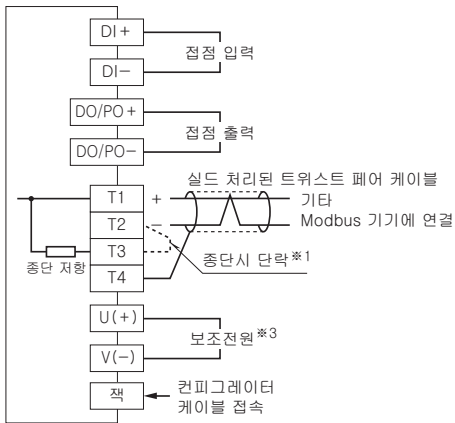 DI+
접점 입력
DI−
DO/PO+
접점 출력
DO/PO−
실드 처리된 트위스트 페어 케이블
T1
+
기타
T2
−
Modbus 기기에 연결
T3
종단시 단락※1
종단 저항
T4
U(+)
보조전원※3
V(−)
잭
컨피그레이터
케이블 접속